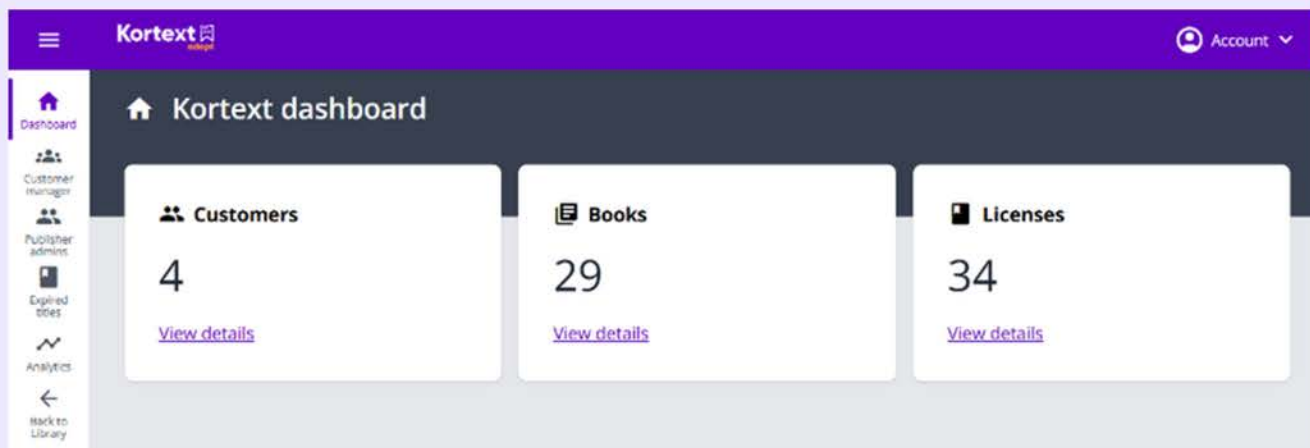 Kortext
adopt
Account
Kortext dashboard
Dashboard
Customer
manager
Publisher
admins
Expired
titles
Analytics
Back to
Library
Customers
4
View details
Books
29
View details
Licenses
34
View details